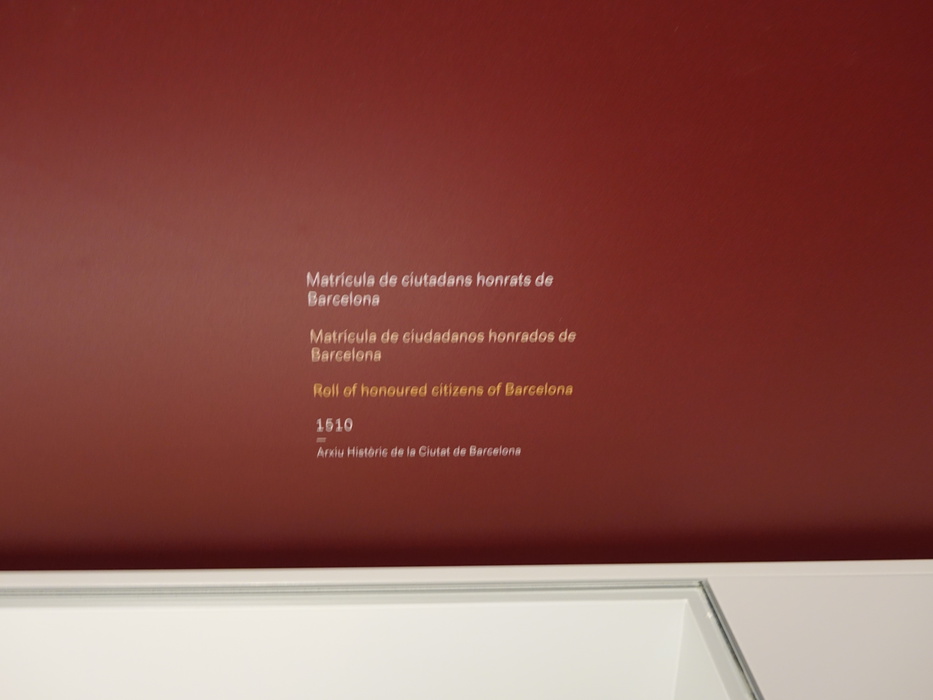 Matrícula de ciutadans honrats de
Barcelona
Matrícula de ciudadanos honrados de
Barcelona
Roll of honoured citizens of Barcelona
1510
Arxiu Històric de la Ciutat de Barcelona